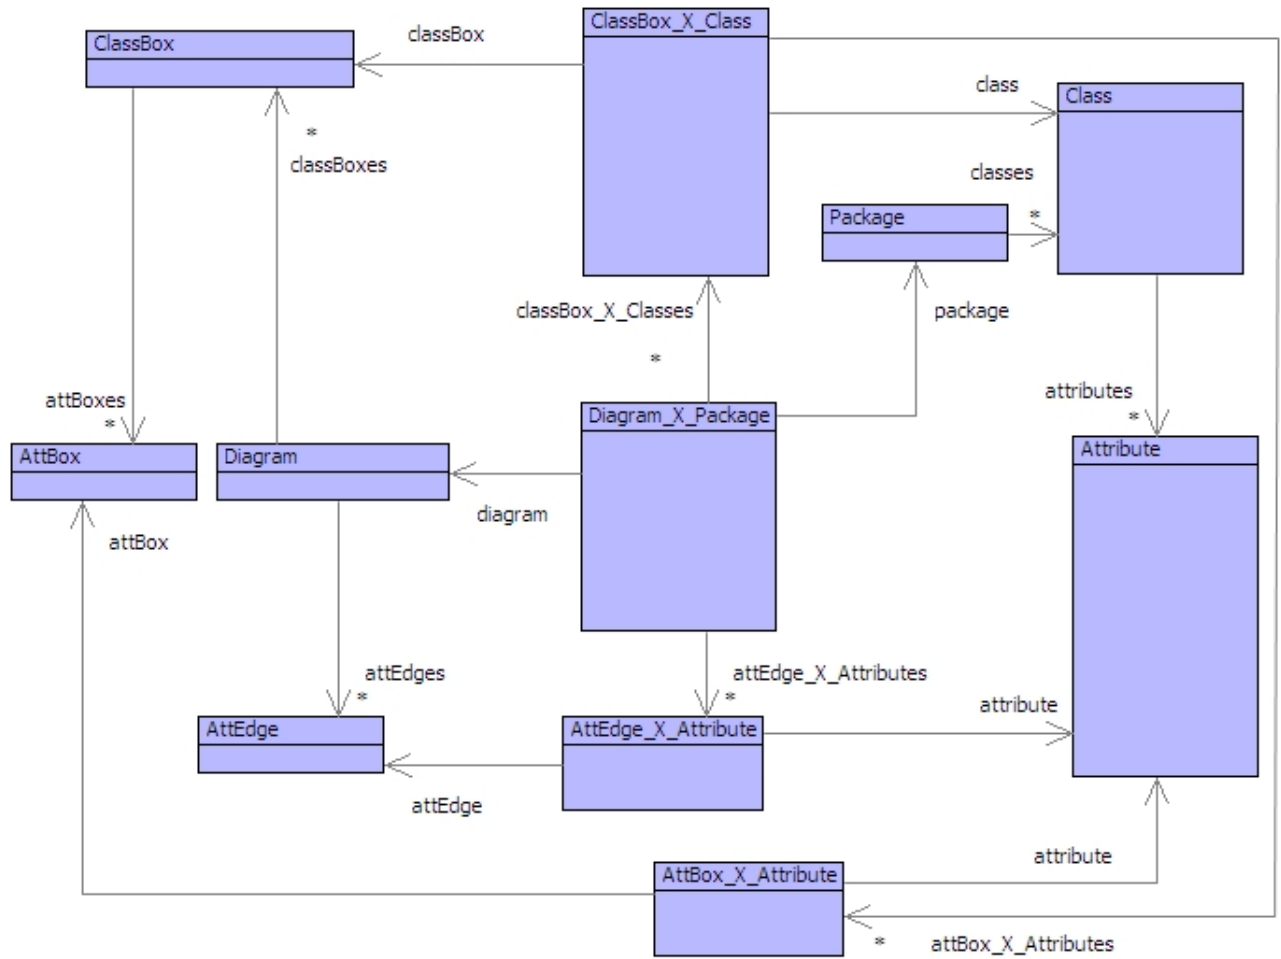 ClassBox_X_Class
classBox
ClassBox
class
Class
*
classBoxes
classes
Package
*
classBox_X_Classes
package
*
attBoxes
*
attributes
*
Diagram_X_Package
AttBox
Diagram
Attribute
diagram
attBox
attEdges
*
attEdge_X_Attributes
*
attribute
AttEdge
AttEdge_X_Attribute
attEdge
attribute
AttBox_X_Attribute
*
attBox_X_Attributes